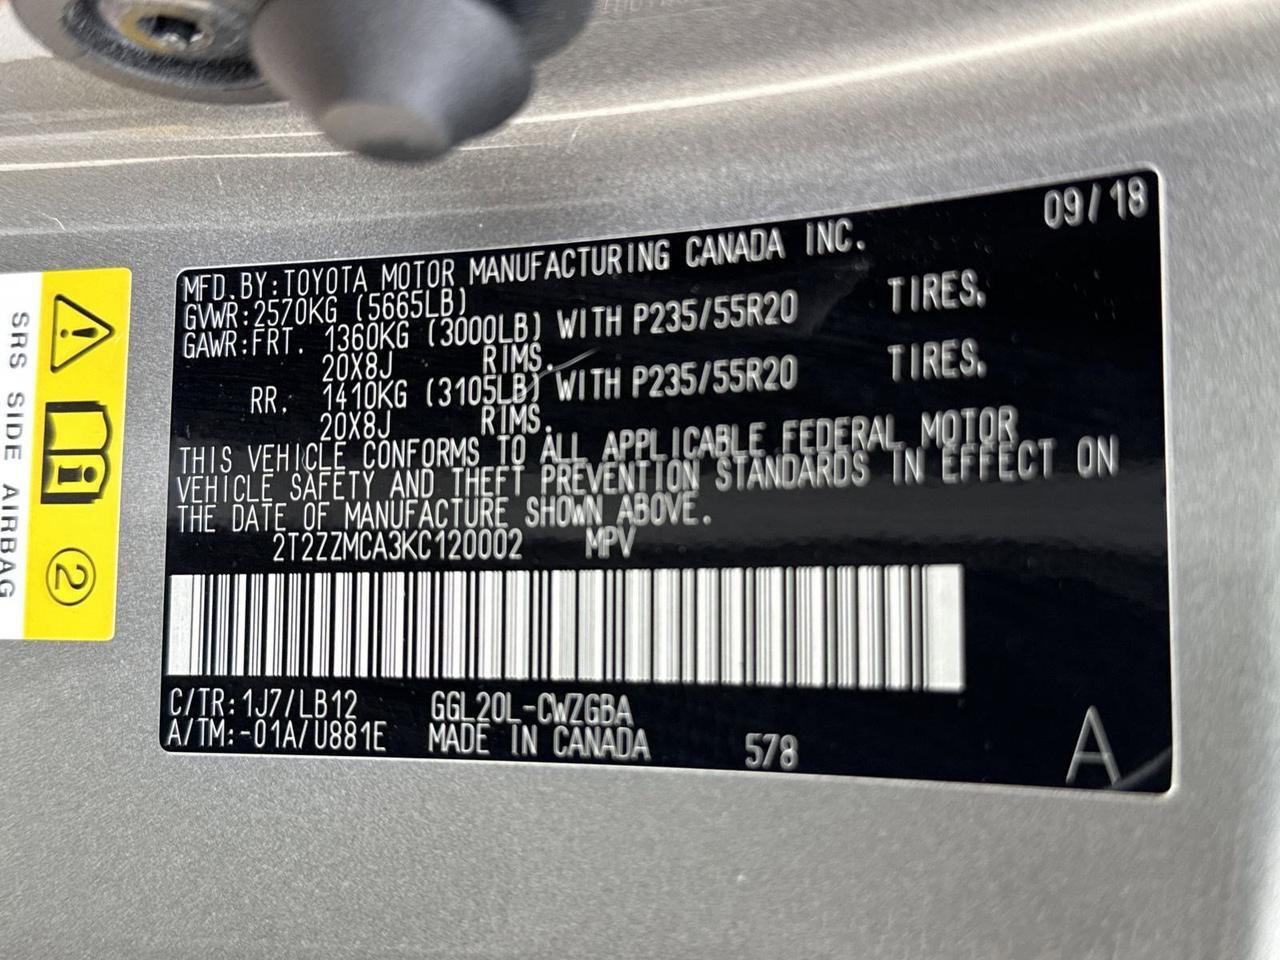 09/18
MFD.BY:TOYOTA MOTOR MANUFACTURING CANADA INC.
GVWR:2570KG (5665LB)
GAWR:FRT. 1360KG (3000LB) WITH P235/55R20 TIRES.
20X8J RIMS.
RR. 1410KG (3105LB) WITH P235/55R20 TIRES.
20X8J RIMS.
THIS VEHICLE CONFORMS TO ALL APPLICABLE FEDERAL MOTOR
VEHICLE SAFETY AND THEFT PREVENTION STANDARDS IN EFFECT ON
THE DATE OF MANUFACTURE SHOWN ABOVE.
2T2ZZMCA3KC120002 MPV
C/TR:1J7/LB12 GGL20L-CWZGBA
A/TM:-01A/U881E MADE IN CANADA 578 A
SRS SIDE AIRBAG
2